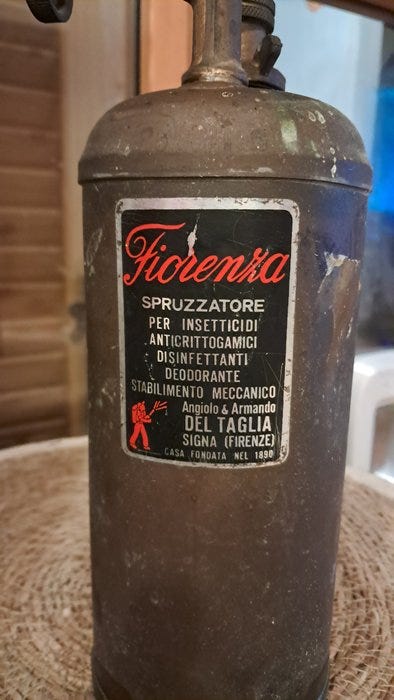 Fiorenza
SPRUZZATORE
PER INSETTICIDI
ANTICRITTOGAMICI
DISINFETTANTI
DEODORANTE
STABILIMENTO MECCANICO
Angiolo & Armando
DEL TAGLIA
SIGNA (FIRENZE)
CASA FONDATA NEL 1890